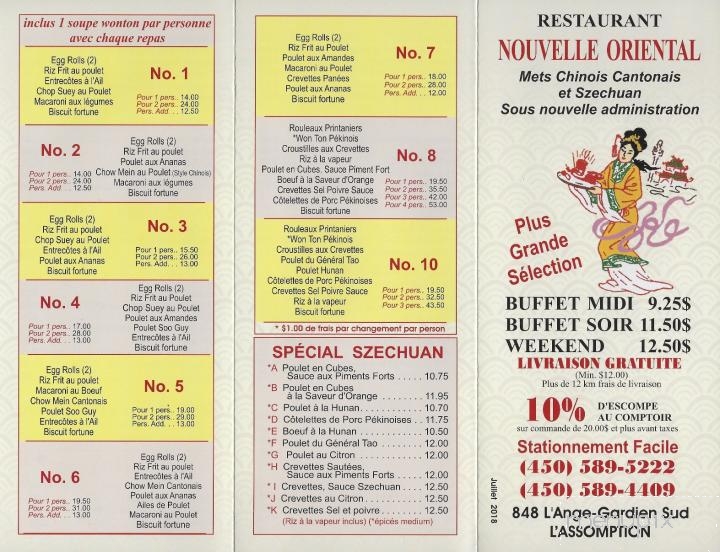 inclus 1 soupe wonton par personne
avec chaque repas
Egg Rolls (2)
Riz Frit au poulet
Entrecôtes à l'Ail
Chop Suey au Poulet
Macaroni aux légumes
Biscuit fortune
No. 1
Pour 1 pers.. 14.00
Pour 2 pers.. 24.00
Pers. Add. . . 12.50
No. 2
Pour 1 pers.. 14.00
Pour 2 pers.. 24.00
Pers. Add. . . 12.50
Egg Rolls (2)
Riz Frit au Poulet
Poulet aux Ananas
Chow Mein au Poulet (Style Chinois)
Macaroni aux légumes
Biscuit fortune
Egg Rolls (2)
Riz Frit au poulet
Chop Suey au Poulet
Entrecôtes à l'Ail
Poulet aux Ananas
Biscuit fortune
No. 3
Pour 1 pers.. 15.50
Pour 2 pers.. 26.00
Pers. Add. . . 13.00
No. 4
Pour 1 pers.. 17.00
Pour 2 pers.. 28.00
Pers. Add. . . 13.00
Egg Rolls (2)
Riz Frit au Poulet
Chop Suey au Poulet
Poulet aux Amandes
Poulet Soo Guy
Entrecôtes à l'Ail
Biscuit fortune
Egg Rolls (2)
Riz Frit au Poulet
Macaroni au Boeuf
Chow Mein Cantonais
Poulet Soo Guy
Entrecôtes à l'Ail
Biscuit fortune
No. 5
Pour 1 pers.. 19.00
Pour 2 pers.. 29.00
Pers. Add. . . 13.00
No. 6
Pour 1 pers.. 19.50
Pour 2 pers.. 31.00
Pers. Add. . . 13.00
Egg Rolls (2)
Riz Frit au Poulet
Entrecôtes à l'Ail
Chow Mein Cantonais
Poulet aux Ananas
Ailes de Poulet
Macaroni au Poulet
Biscuit fortune
Egg Rolls (2)
Riz Frit au Poulet
Poulet aux Amandes
Macaroni au Poulet
Crevettes Panées
Poulet aux Ananas
Biscuit fortune
No. 7
Pour 1 pers.. 18.00
Pour 2 pers.. 28.00
Pers. Add. . . 12.00
Rouleaux Printaniers
*Won Ton Pékinois
Croustilles aux Crevettes
Riz à la vapeur
Poulet en Cubes, Sauce Piment Fort
Boeuf à la Saveur d'Orange
Crevettes Sel Poivre Sauce
Côtelettes de Porc Pékinoises
Biscuit fortune
No. 8
Pour 1 pers.. 19.50
Pour 2 pers.. 35.50
Pour 3 pers.. 42.00
Pour 4 pers.. 53.00
Rouleaux Printaniers
*Won Ton Pékinois
Croustilles aux Crevettes
Poulet du Général Tao
Poulet Hunan
Côtelettes de Porc Pékinoises
Crevettes Sel Poivre Sauce
Riz à la vapeur
Biscuit fortune
No. 10
Pour 1 pers.. 19.50
Pour 2 pers.. 32.50
Pour 3 pers.. 43.50
* $1.00 de frais par changement par person
SPÉCIAL SZECHUAN
*A Poulet en Cubes,
Sauce aux Piments Forts . . . . . 10.75
*B Poulet en Cubes
à la Saveur d'Orange . . . . . . . 11.95
*C Poulet à la Hunan . . . . . . . . 10.70
*D Côtelettes de Porc Pékinoises . . 11.75
*E Boeuf à la Hunan . . . . . . . . 10.50
*F Poulet du Général Tao . . . . . . 12.00
*G Poulet au Citron . . . . . . . . 12.00
*H Crevettes Sautées,
Sauce aux Piments Forts . . . . . 12.00
*I Crevettes, Sauce Szechuan . . . . 12.50
*J Crevettes au Citron . . . . . . . 12.50
*K Crevettes Sel et poivre . . . . . 12.50
(Riz à la vapeur inclus) (*épicés medium)
RESTAURANT
NOUVELLE ORIENTAL
Mets Chinois Cantonais
et Szechuan
Sous nouvelle administration
Plus
Grande
Sélection
BUFFET MIDI 9.25$
BUFFET SOIR 11.50$
WEEKEND 12.50$
LIVRAISON GRATUITE
(Min. $12.00)
Plus de 12 km frais de livraison
10% D'ESCOMPE
AU COMPTOIR
sur commande de 20.00$ et plus avant taxes
Stationnement Facile
(450) 589-5222
(450) 589-4409
Juillet 2018
848 L'Ange-Gardien Sud
L'ASSOMPTION
menupix